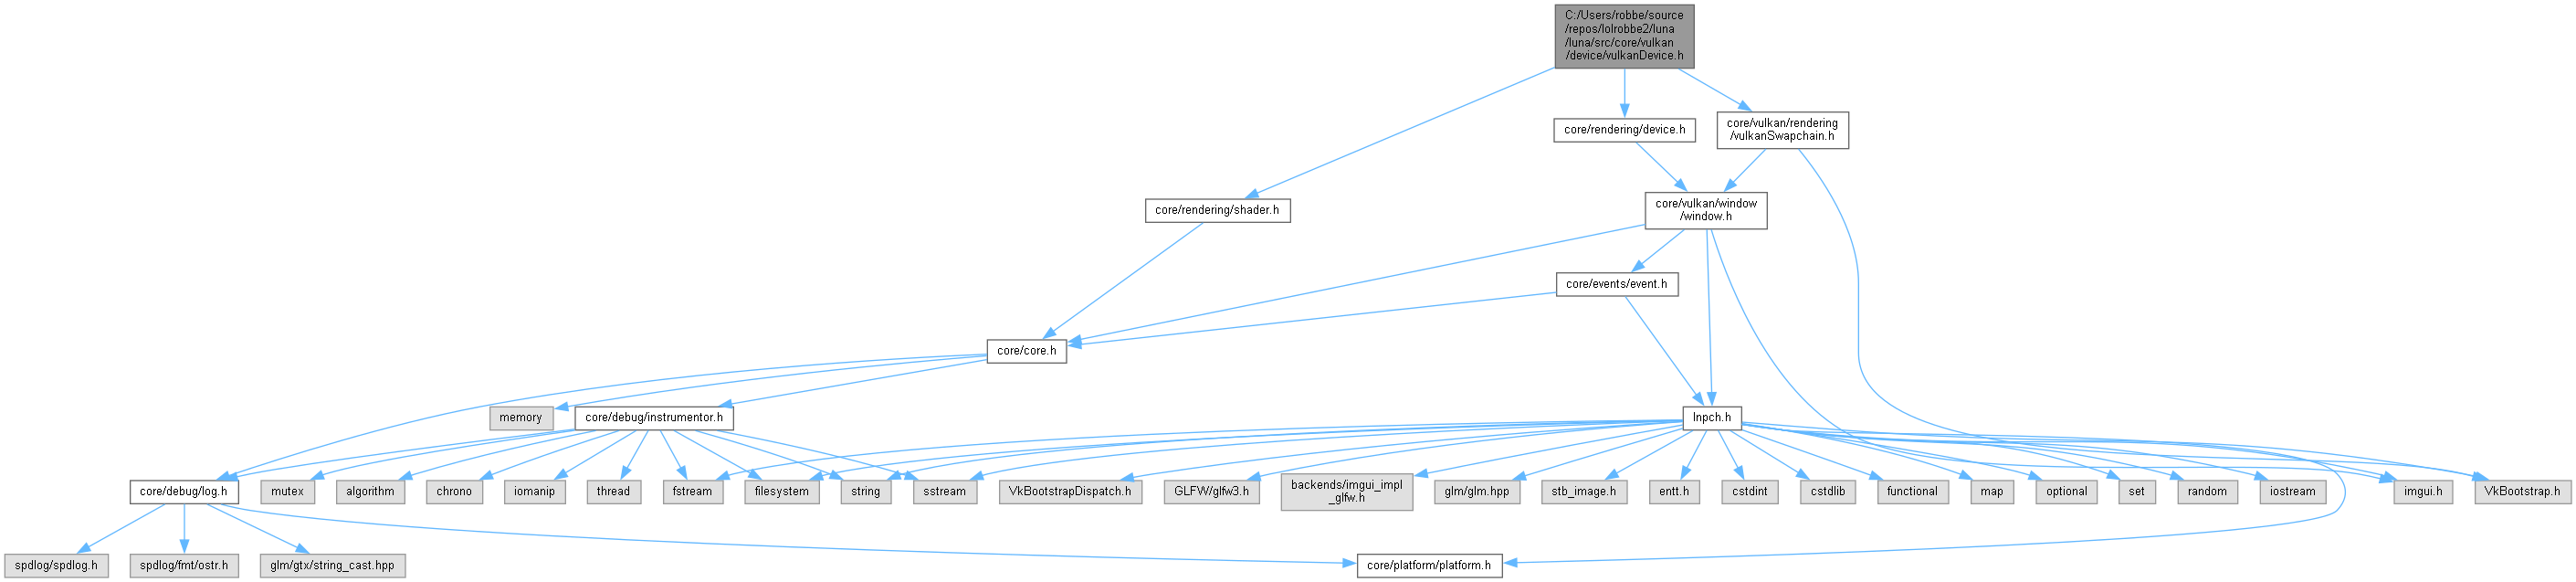 C:/Users/robbe/source
/repos/lolrobbe2/luna
/luna/src/core/vulkan
/device/vulkanDevice.h
core/rendering/device.h
core/vulkan/rendering
/vulkanSwapchain.h
core/rendering/shader.h
core/vulkan/window
/window.h
core/events/event.h
core/core.h
memory
core/debug/instrumentor.h
lnpch.h
core/debug/log.h
mutex
algorithm
chrono
iomanip
thread
fstream
filesystem
string
sstream
VkBootstrapDispatch.h
GLFW/glfw3.h
backends/imgui_impl
_glfw.h
glm/glm.hpp
stb_image.h
entt.h
cstdint
cstdlib
functional
map
optional
set
random
iostream
imgui.h
VkBootstrap.h
spdlog/spdlog.h
spdlog/fmt/ostr.h
glm/gtx/string_cast.hpp
core/platform/platform.h